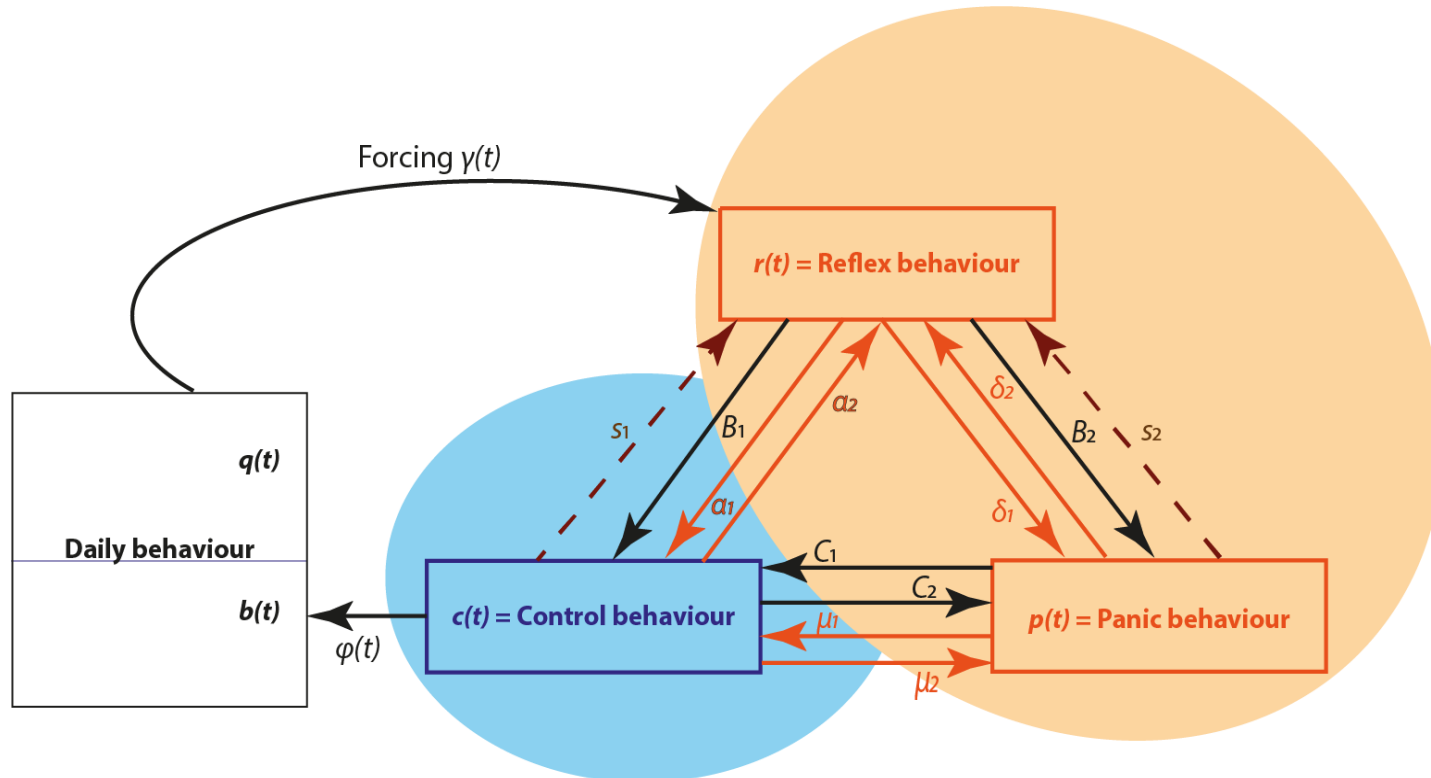 Forcing γ(t)
r(t) = Reflex behaviour
s1
B1
α2
α1
δ2
δ1
B2
s2
q(t)
Daily behaviour
b(t)
φ(t)
c(t) = Control behaviour
C1
C2
μ1
μ2
p(t) = Panic behaviour